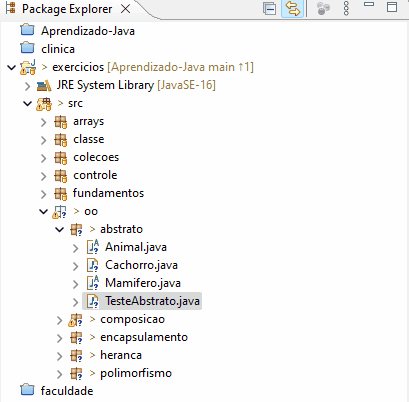 Package Explorer
Aprendizado-Java
clinica
> exercicios [Aprendizado-Java main ↑1]
> JRE System Library [JavaSE-16]
> src
> arrays
> classe
> colecoes
> controle
> fundamentos
> oo
> abstrato
> Animal.java
> Cachorro.java
> Mamifero.java
> TesteAbstrato.java
> composicao
> encapsulamento
> heranca
> polimorfismo
faculdade